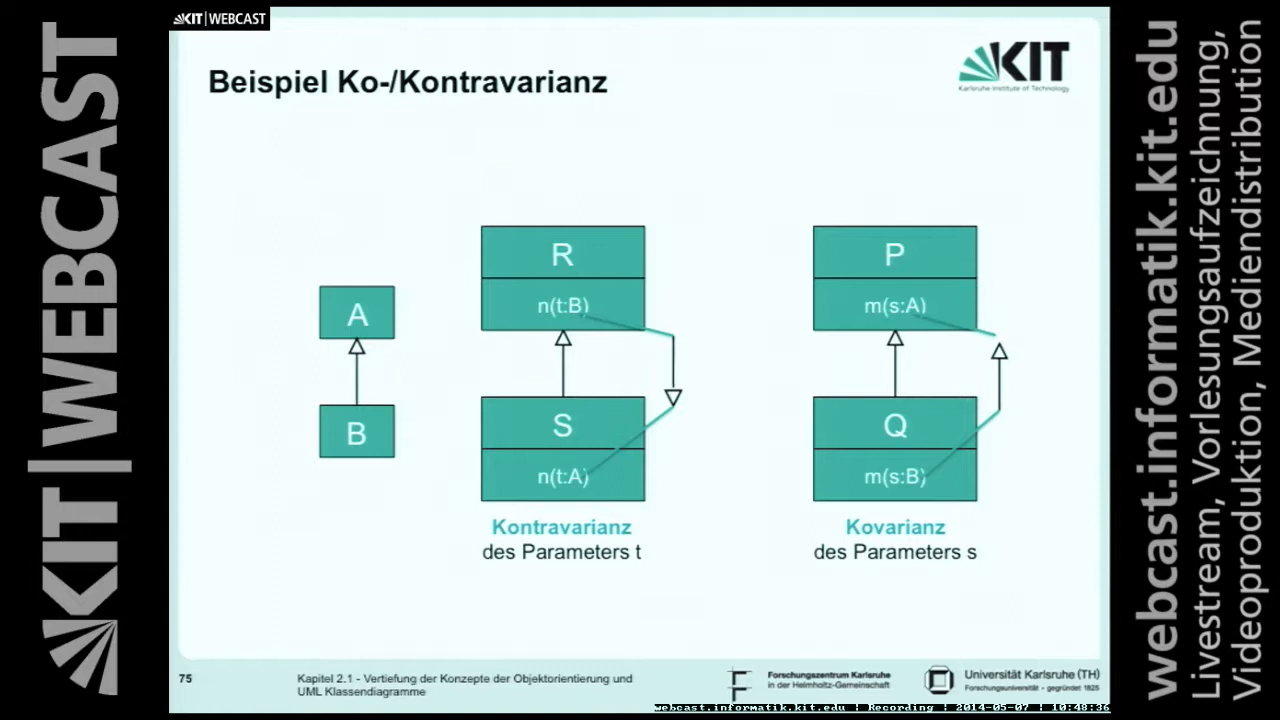 KIT | WEBCAST
KIT|WEBCAST
Beispiel Ko-/Kontravarianz
KIT
Karlsruhe Institute of Technology
A
B
R
n(t:B)
S
n(t:A)
Kontravarianz
des Parameters t
P
m(s:A)
Q
m(s:B)
Kovarianz
des Parameters s
75
Kapitel 2.1 - Vertiefung der Konzepte der Objektorientierung und
UML Klassendiagramme
Forschungszentrum Karlsruhe
in der Helmholtz-Gemeinschaft
Universität Karlsruhe (TH)
Forschungsuniversität - gegründet 1825
webcast.informatik.kit.edu | Recording | 2014-05-07 | 10:48:36
webcast.informatik.kit.edu
Livestream, Vorlesungsaufzeichnung,
Videoproduktion, Mediendistribution